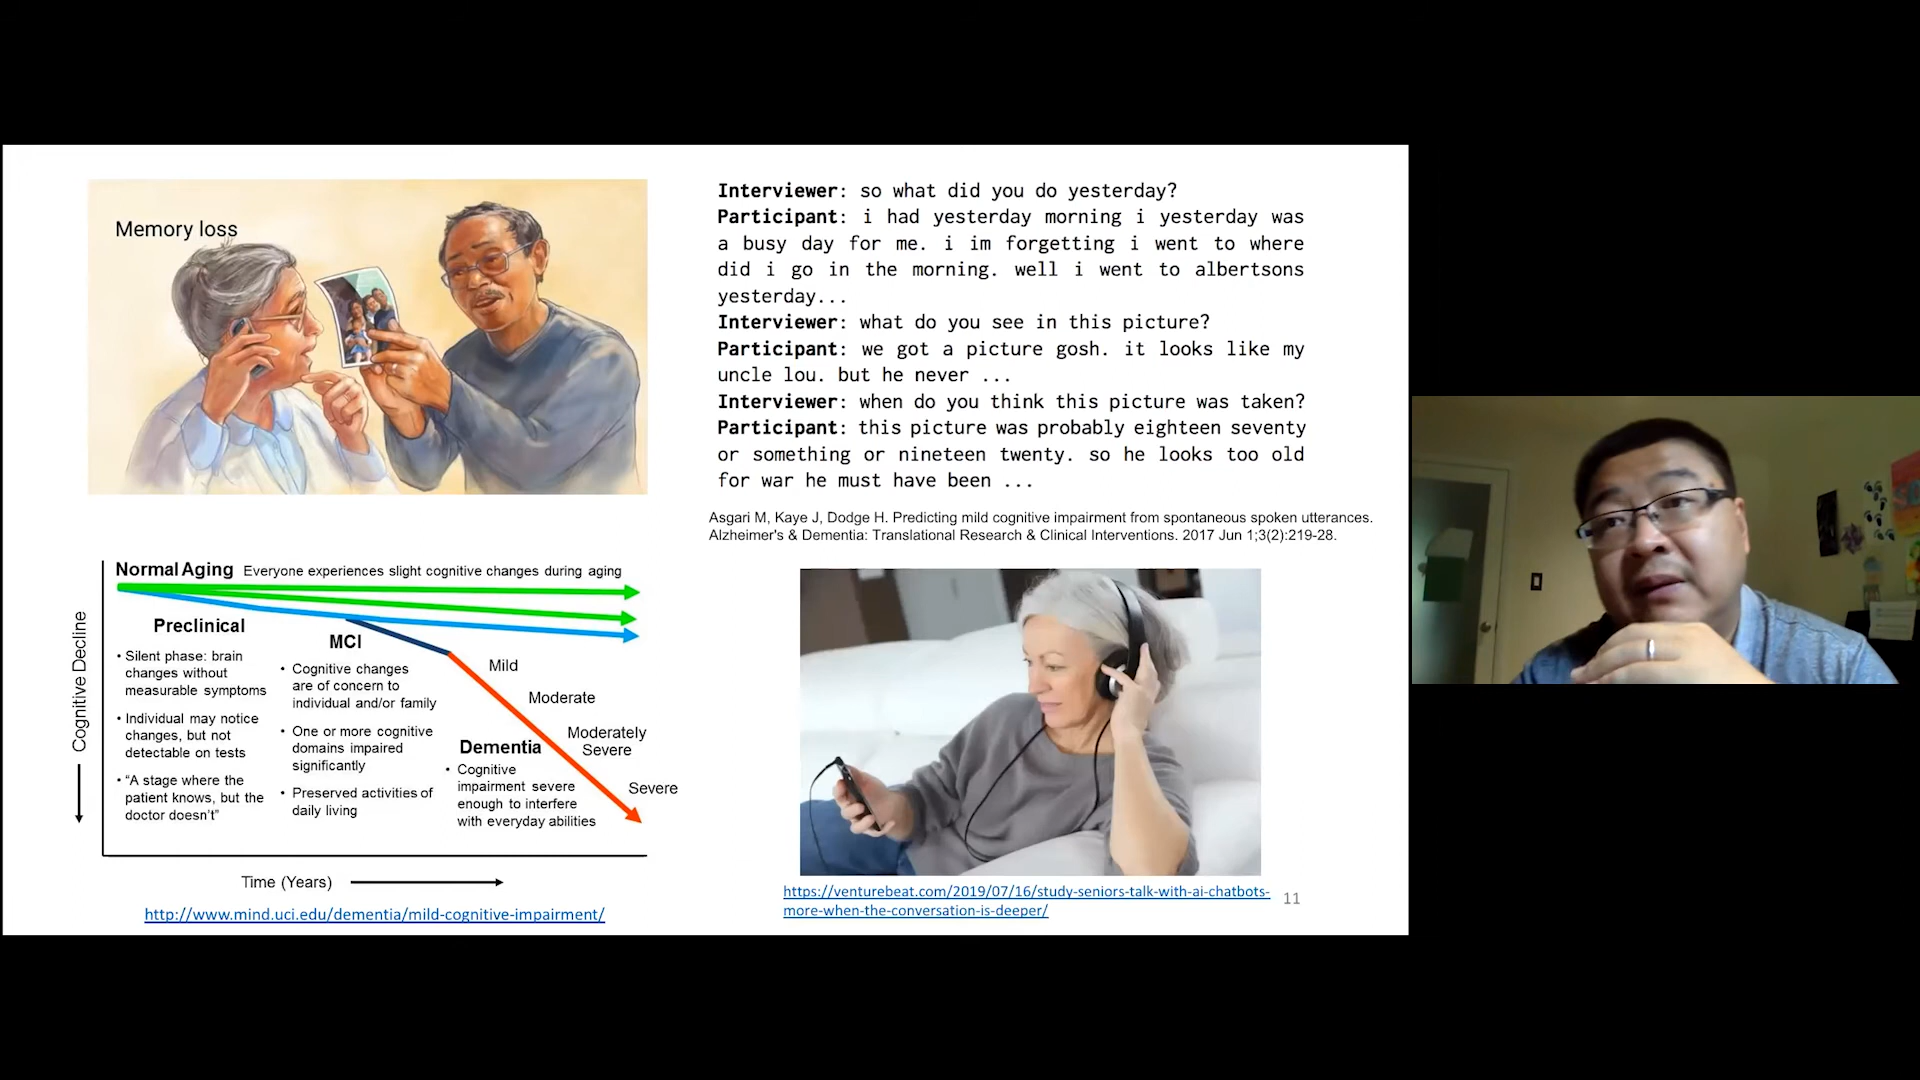 Memory loss
Interviewer: so what did you do yesterday?
Participant: i had yesterday morning i yesterday was
a busy day for me. i im forgetting i went to where
did i go in the morning. well i went to albertsons
yesterday...
Interviewer: what do you see in this picture?
Participant: we got a picture gosh. it looks like my
uncle lou. but he never ...
Interviewer: when do you think this picture was taken?
Participant: this picture was probably eighteen seventy
or something or nineteen twenty. so he looks too old
for war he must have been ...
Asgari M, Kaye J, Dodge H. Predicting mild cognitive impairment from spontaneous spoken utterances.
Alzheimer's & Dementia: Translational Research & Clinical Interventions. 2017 Jun 1;3(2):219-28.
Normal Aging Everyone experiences slight cognitive changes during aging
Cognitive Decline
Preclinical
• Silent phase: brain
changes without
measurable symptoms
• Individual may notice
changes, but not
detectable on tests
• “A stage where the
patient knows, but the
doctor doesn’t”
MCI
• Cognitive changes
are of concern to
individual and/or family
• One or more cognitive
domains impaired
significantly
• Preserved activities of
daily living
Mild
Moderate
Moderately
Severe
Severe
Dementia
• Cognitive
impairment severe
enough to interfere
with everyday abilities
Time (Years)
http://www.mind.uci.edu/dementia/mild-cognitive-impairment/
https://venturebeat.com/2019/07/16/study-seniors-talk-with-ai-chatbots-
more-when-the-conversation-is-deeper/
11